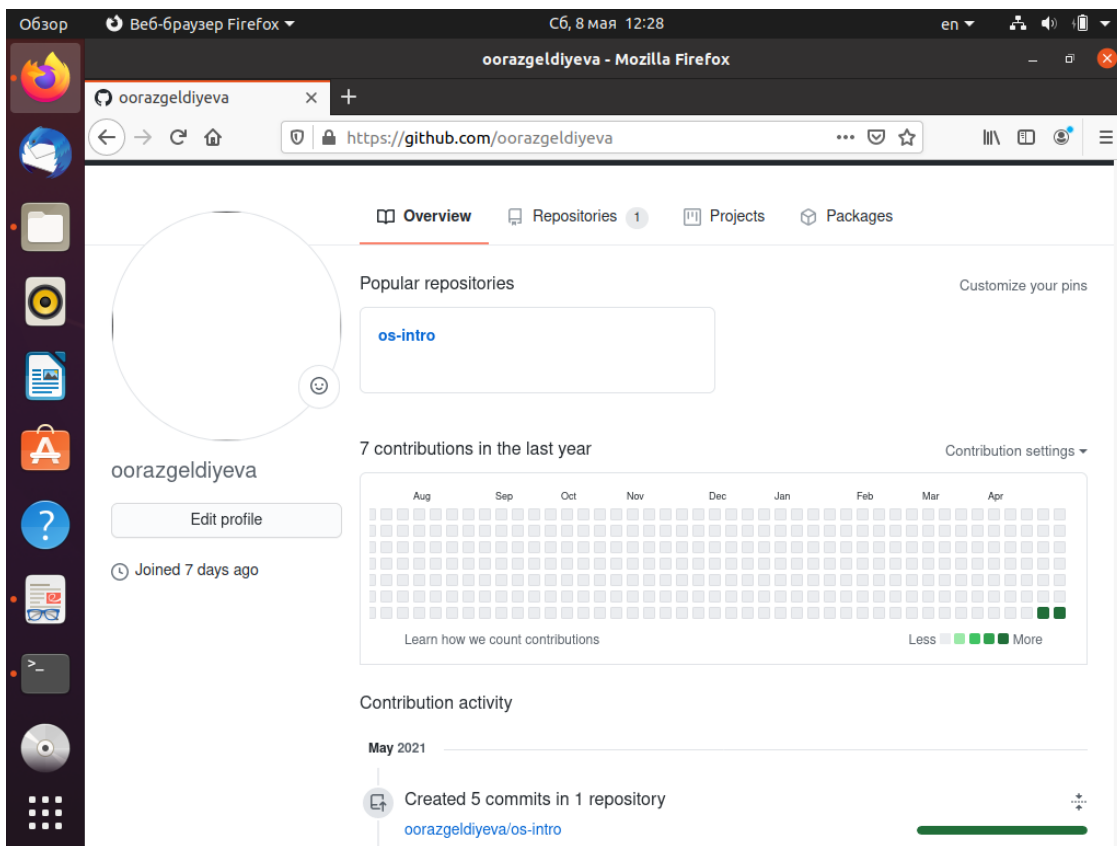 Обзор Веб-браузер Firefox Сб, 8 мая 12:28 en
oorazgeldiyeva - Mozilla Firefox
oorazgeldiyeva
https://github.com/oorazgeldiyeva
Overview Repositories 1 Projects Packages
Popular repositories Customize your pins
os-intro
7 contributions in the last year Contribution settings
oorazgeldiyeva
Aug Sep Oct Nov Dec Jan Feb Mar Apr
Edit profile
Joined 7 days ago
Learn how we count contributions Less More
Contribution activity
May 2021
Created 5 commits in 1 repository
oorazgeldiyeva/os-intro